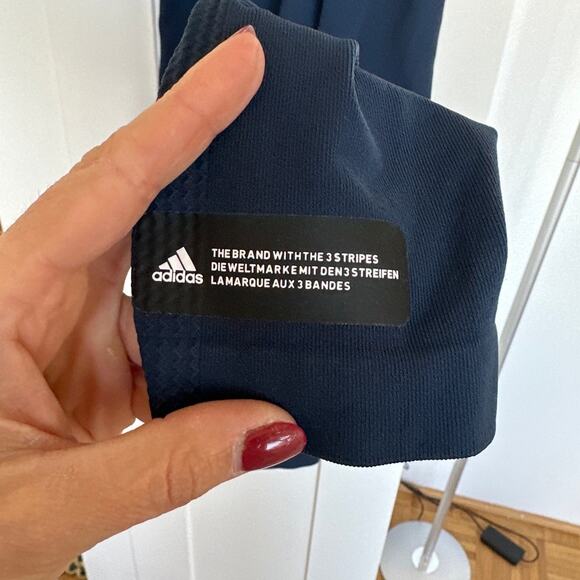 adidas
THE BRAND WITH THE 3 STRIPES
DIE WELTMARKE MIT DEN 3 STREIFEN
LA MARQUE AUX 3 BANDES